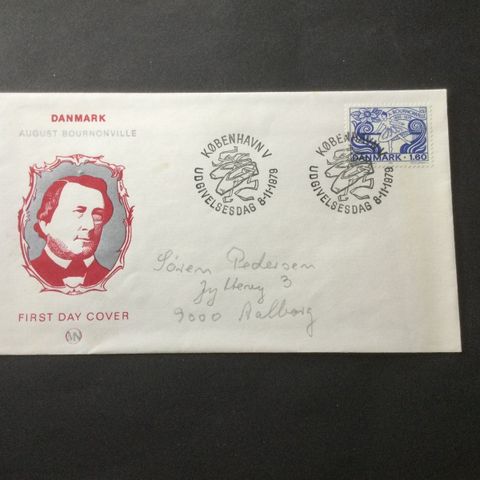 DANMARK
AUGUST BOURNONVILLE
FIRST DAY COVER
KØBENHAVN V
UDGIVELSESDAG 8-11-1979
KØBENHAVN
UDGIVELSESDAG 8-11-1979
DANMARK · 1.60
Søren Pedersen
3
9000 Aalborg